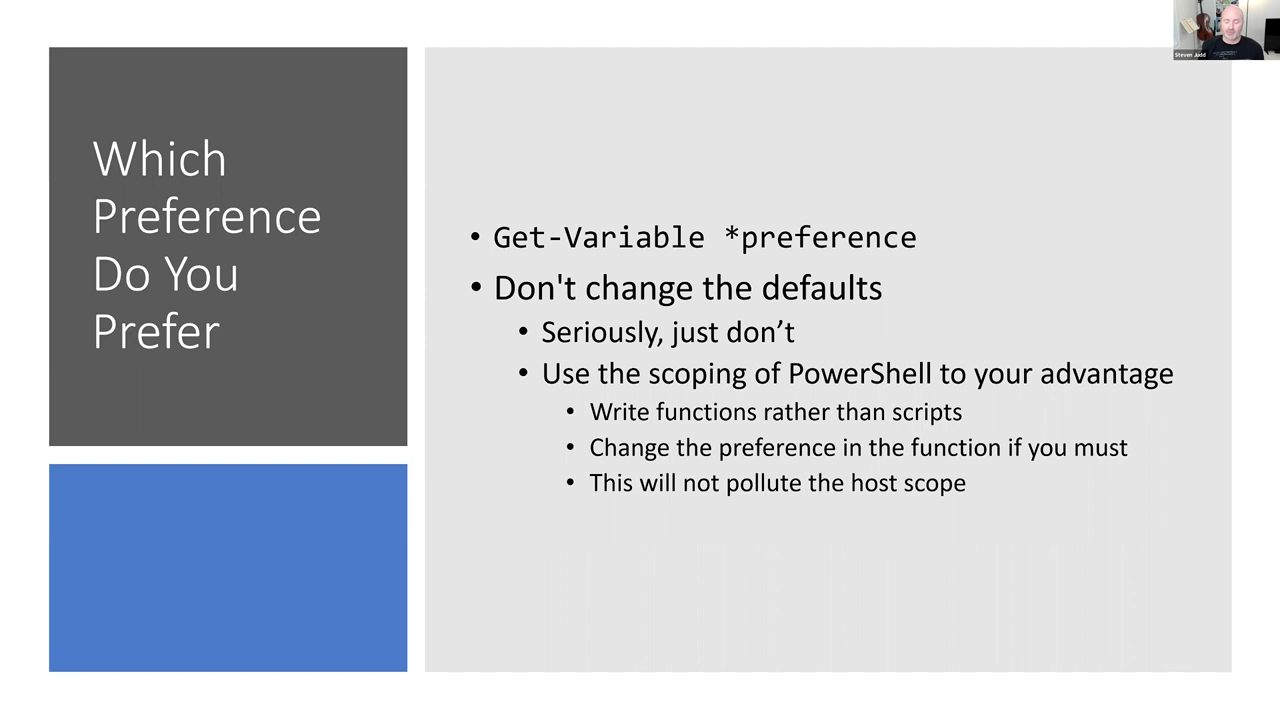 Which
Preference
Do You
Prefer
• Get-Variable *preference
• Don't change the defaults
• Seriously, just don’t
• Use the scoping of PowerShell to your advantage
• Write functions rather than scripts
• Change the preference in the function if you must
• This will not pollute the host scope
Steven Judd